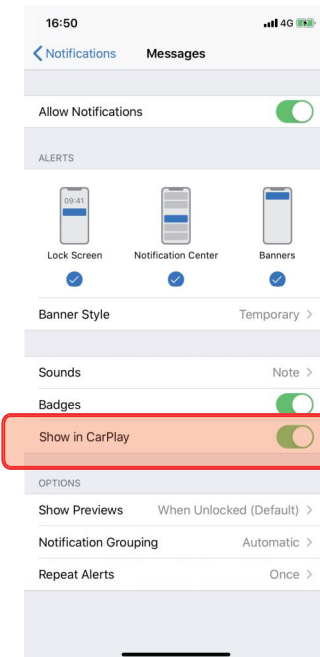 16:50 4G
Notifications Messages
Allow Notifications
ALERTS
09:41
Lock Screen Notification Center Banners
Banner Style Temporary
Sounds Note
Badges
Show in CarPlay
OPTIONS
Show Previews When Unlocked (Default)
Notification Grouping Automatic
Repeat Alerts Once